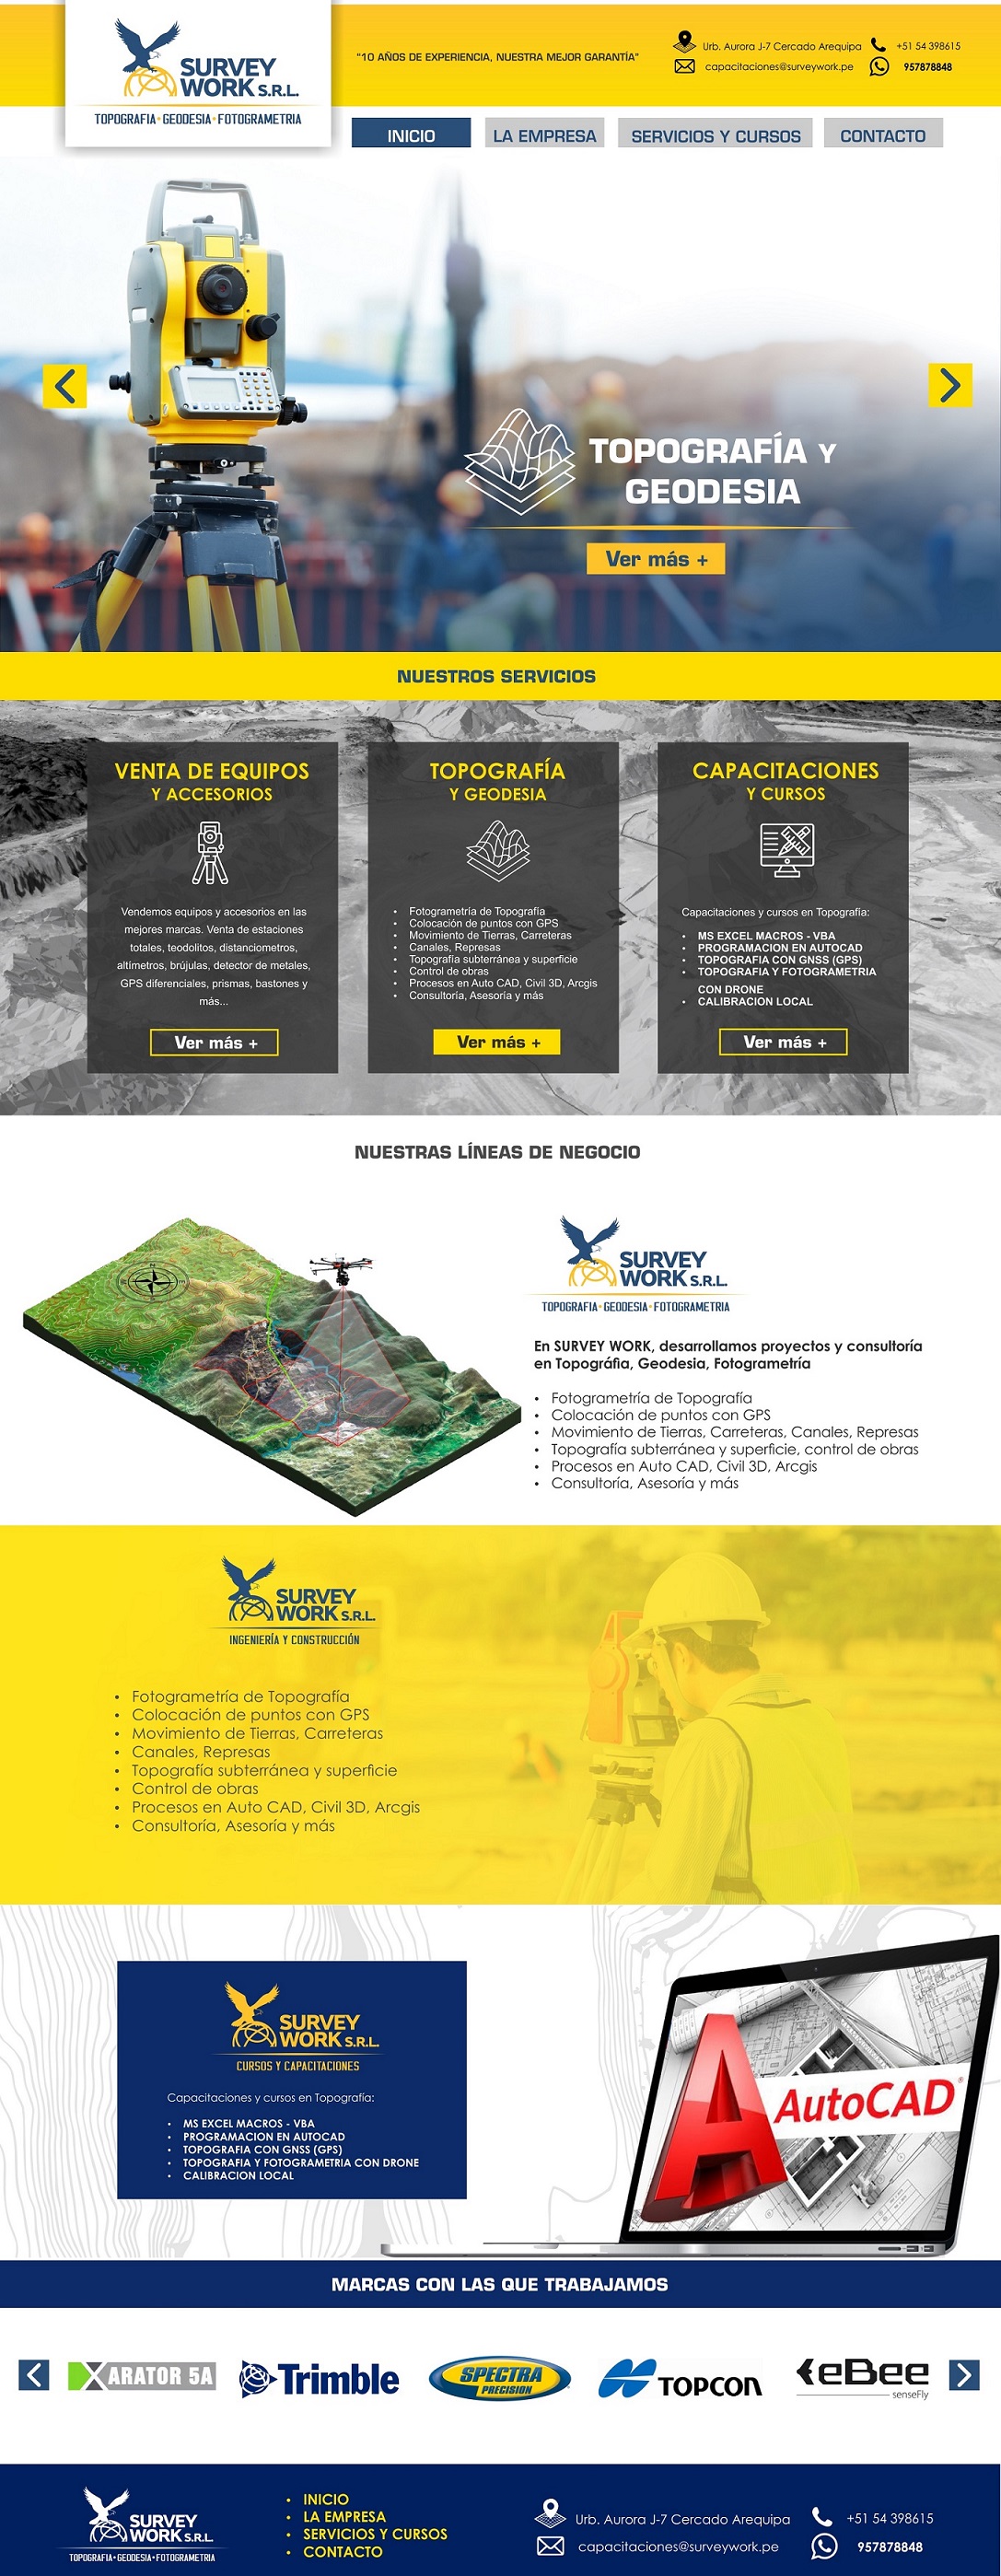 SURVEY
WORK S.R.L.
TOPOGRAFIA•GEODESIA•FOTOGRAMETRIA
"10 AÑOS DE EXPERIENCIA, NUESTRA MEJOR GARANTÍA"
Urb. Aurora J-7 Cercado Arequipa
+51 54 398615
capacitaciones@surveywork.pe
957878848
INICIO
LA EMPRESA
SERVICIOS Y CURSOS
CONTACTO
TOPOGRAFÍA Y
GEODESIA
Ver más +
NUESTROS SERVICIOS
VENTA DE EQUIPOS
Y ACCESORIOS
Vendemos equipos y accesorios en las
mejores marcas. Venta de estaciones
totales, teodolitos, distanciometros,
altímetros, brújulas, detector de metales,
GPS diferenciales, prismas, bastones y
más...
Ver más +
TOPOGRAFÍA
Y GEODESIA
• Fotogrametría de Topografía
• Colocación de puntos con GPS
• Movimiento de Tierras, Carreteras
• Canales, Represas
• Topografía subterránea y superficie
• Control de obras
• Procesos en Auto CAD, Civil 3D, Arcgis
• Consultoría, Asesoría y más
Ver más +
CAPACITACIONES
Y CURSOS
Capacitaciones y cursos en Topografía:
• MS EXCEL MACROS - VBA
• PROGRAMACION EN AUTOCAD
• TOPOGRAFIA CON GNSS (GPS)
• TOPOGRAFIA Y FOTOGRAMETRIA
CON DRONE
• CALIBRACION LOCAL
Ver más +
NUESTRAS LÍNEAS DE NEGOCIO
SURVEY
WORK S.R.L.
TOPOGRAFIA•GEODESIA•FOTOGRAMETRIA
En SURVEY WORK, desarrollamos proyectos y consultoría
en Topográfia, Geodesia, Fotogrametría
• Fotogrametría de Topografía
• Colocación de puntos con GPS
• Movimiento de Tierras, Carreteras, Canales, Represas
• Topografía subterránea y superficie, control de obras
• Procesos en Auto CAD, Civil 3D, Arcgis
• Consultoría, Asesoría y más
SURVEY
WORK S.R.L.
INGENIERÍA Y CONSTRUCCIÓN
• Fotogrametría de Topografía
• Colocación de puntos con GPS
• Movimiento de Tierras, Carreteras
• Canales, Represas
• Topografía subterránea y superficie
• Control de obras
• Procesos en Auto CAD, Civil 3D, Arcgis
• Consultoría, Asesoría y más
SURVEY
WORK S.R.L.
CURSOS Y CAPACITACIONES
Capacitaciones y cursos en Topografía:
• MS EXCEL MACROS - VBA
• PROGRAMACION EN AUTOCAD
• TOPOGRAFIA CON GNSS (GPS)
• TOPOGRAFIA Y FOTOGRAMETRIA CON DRONE
• CALIBRACION LOCAL
AutoCAD®
MARCAS CON LAS QUE TRABAJAMOS
XARATOR 5A
Trimble
SPECTRA
PRECISION
TOPCON
eBee
senseFly
SURVEY
WORK S.R.L.
TOPOGRAFIA•GEODESIA•FOTOGRAMETRIA
• INICIO
• LA EMPRESA
• SERVICIOS Y CURSOS
• CONTACTO
Urb. Aurora J-7 Cercado Arequipa
+51 54 398615
capacitaciones@surveywork.pe
957878848